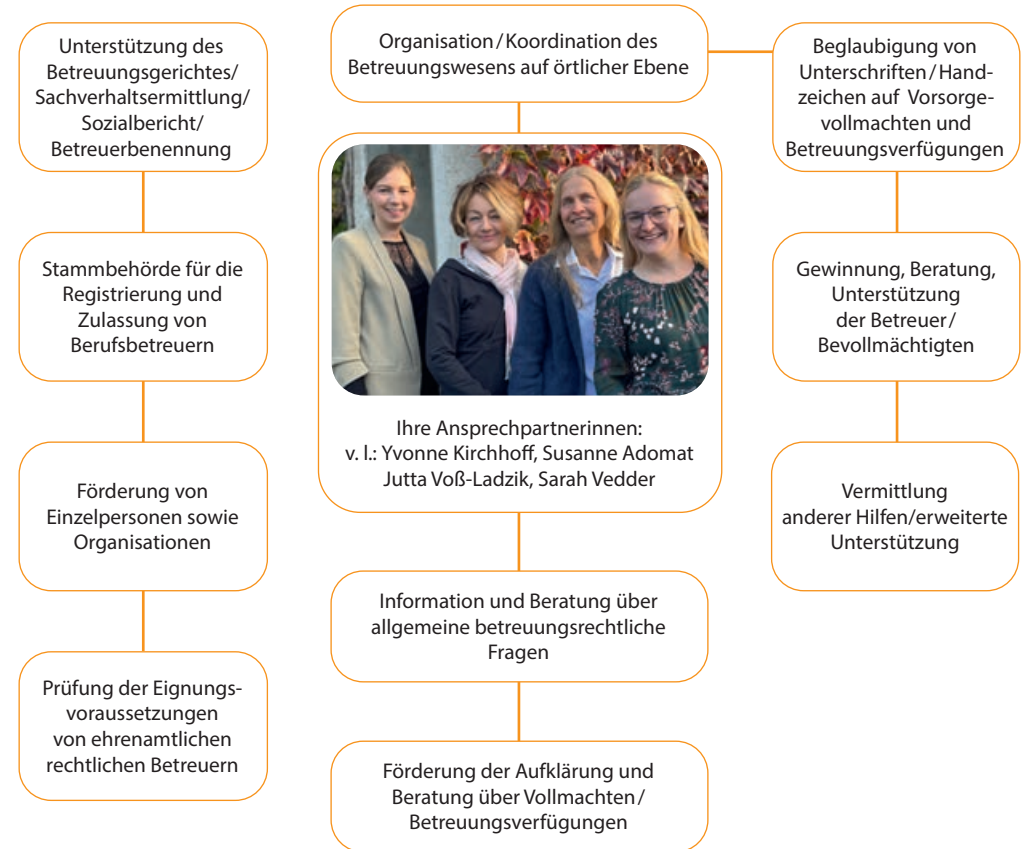 Unterstützung des
Betreuungsgerichtes/
Sachverhaltsermittlung/
Sozialbericht/
Betreuerbenennung
Stammbehörde für die
Registrierung und
Zulassung von
Berufsbetreuern
Förderung von
Einzelpersonen sowie
Organisationen
Prüfung der Eignungs-
voraussetzungen
von ehrenamtlichen
rechtlichen Betreuern
Organisation/Koordination des
Betreuungswesens auf örtlicher Ebene
Ihre Ansprechpartnerinnen:
v. l.: Yvonne Kirchhoff, Susanne Adomat
Jutta Voß-Ladzik, Sarah Vedder
Information und Beratung über
allgemeine betreuungsrechtliche
Fragen
Förderung der Aufklärung und
Beratung über Vollmachten/
Betreuungsverfügungen
Beglaubigung von
Unterschriften/Hand-
zeichen auf Vorsorge-
vollmachten und
Betreuungsverfügungen
Gewinnung, Beratung,
Unterstützung
der Betreuer/
Bevollmächtigten
Vermittlung
anderer Hilfen/erweiterte
Unterstützung